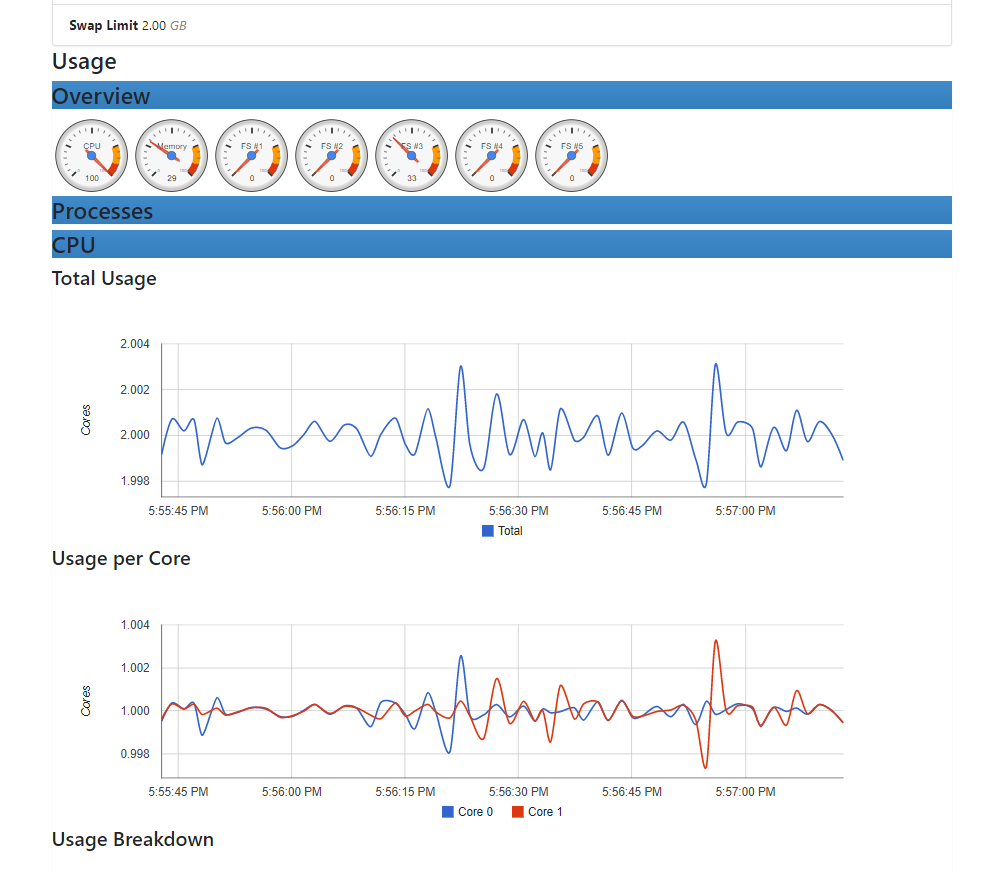 Swap Limit 2.00 GB
Usage
Overview
CPU Memory FS #1 FS #2 FS #3 FS #4 FS #5
100 29 0 0 33 0 0
Processes
CPU
Total Usage
2.004
2.002
Cores
2.000
1.998
5:55:45 PM 5:56:00 PM 5:56:15 PM 5:56:30 PM 5:56:45 PM 5:57:00 PM
Total
Usage per Core
1.004
1.002
Cores
1.000
0.998
5:55:45 PM 5:56:00 PM 5:56:15 PM 5:56:30 PM 5:56:45 PM 5:57:00 PM
Core 0 Core 1
Usage Breakdown